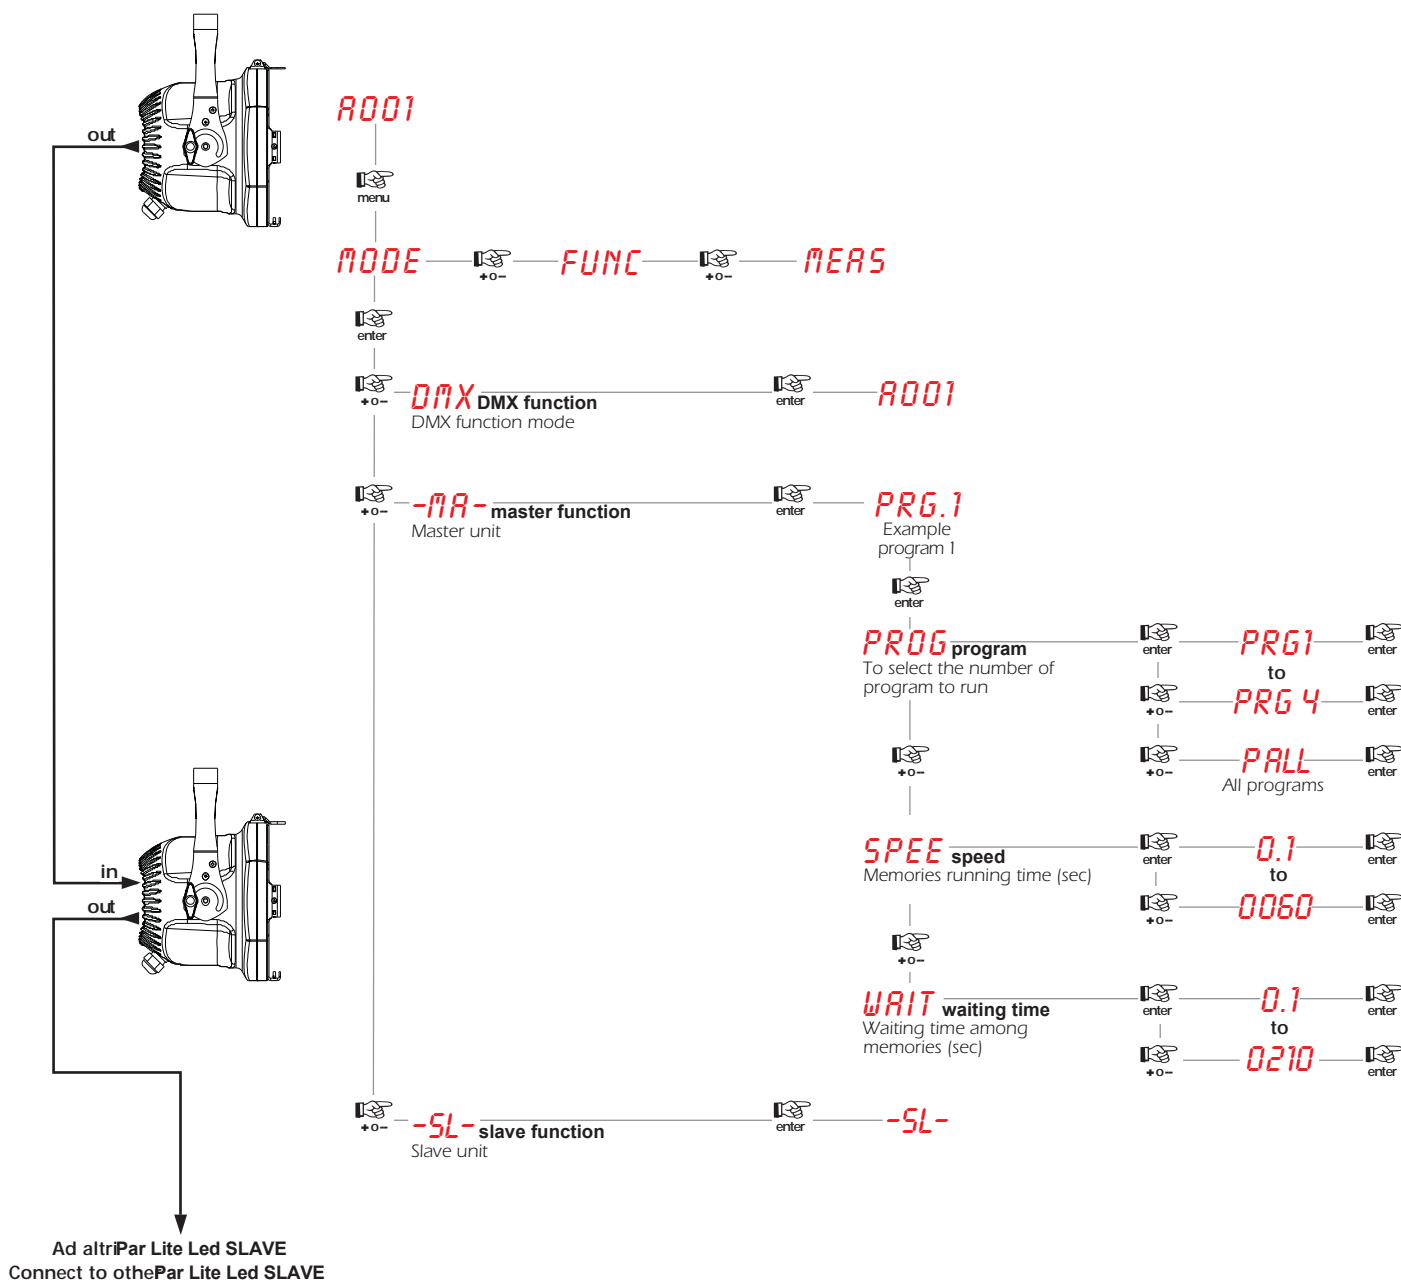 out
A001
menu
MODE
+o-
FUNC
+o-
MEAS
enter
+o-
DMX DMX function
DMX function mode
enter
A001
+o-
-MA- master function
Master unit
enter
PRG.1
Example
program 1
enter
PROG program
To select the number of
program to run
enter
PRG1
enter
to
+o-
PRG 4
enter
+o-
PALL
All programs
enter
+o-
SPEE speed
Memories running time (sec)
enter
0.1
enter
to
+o-
0060
enter
in
out
+o-
WAIT waiting time
Waiting time among
memories (sec)
enter
0.1
enter
to
+o-
0210
enter
+o-
-SL- slave function
Slave unit
enter
-SL-
Ad altriPar Lite Led SLAVE
Connect to othePar Lite Led SLAVE